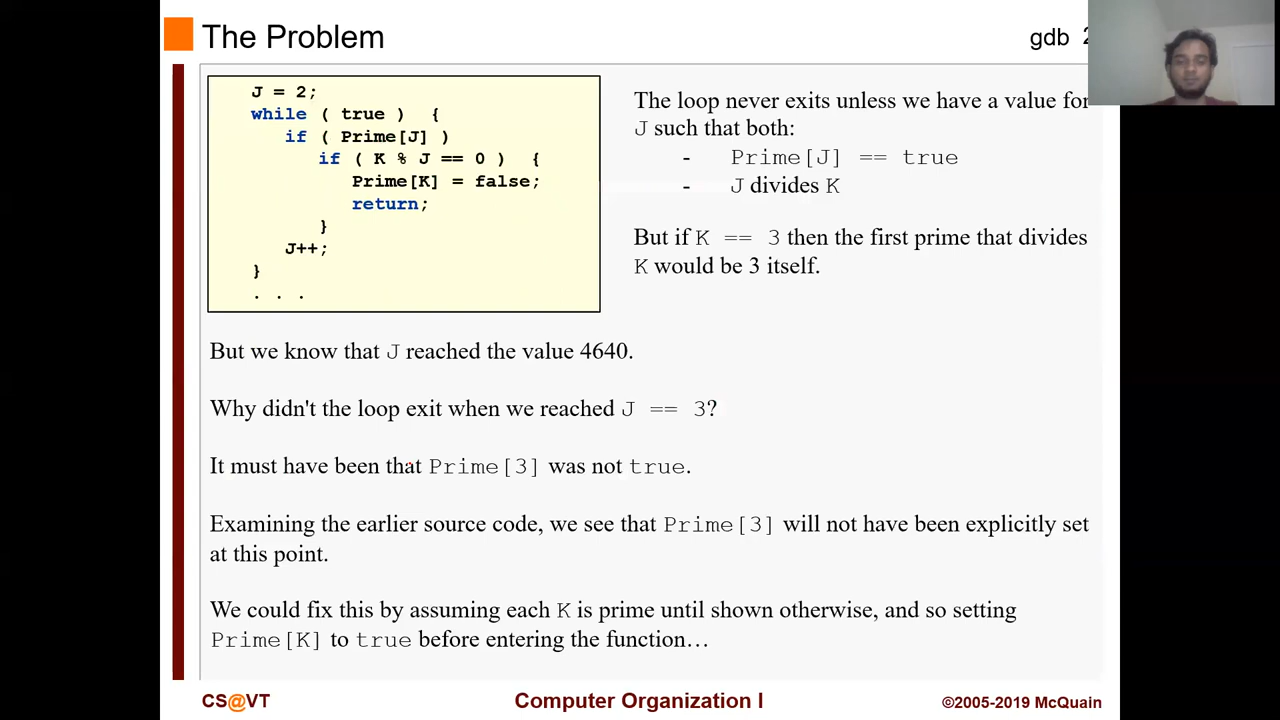 The Problem
gdb
J = 2;
while ( true ) {
if ( Prime[J] )
if ( K % J == 0 ) {
Prime[K] = false;
return;
}
J++;
}
. . .
The loop never exits unless we have a value for
J such that both:
- Prime[J] == true
- J divides K
But if K == 3 then the first prime that divides
K would be 3 itself.
But we know that J reached the value 4640.
Why didn't the loop exit when we reached J == 3?
It must have been that Prime[3] was not true.
Examining the earlier source code, we see that Prime[3] will not have been explicitly set
at this point.
We could fix this by assuming each K is prime until shown otherwise, and so setting
Prime[K] to true before entering the function…
CS@VT
Computer Organization I
©2005-2019 McQuain